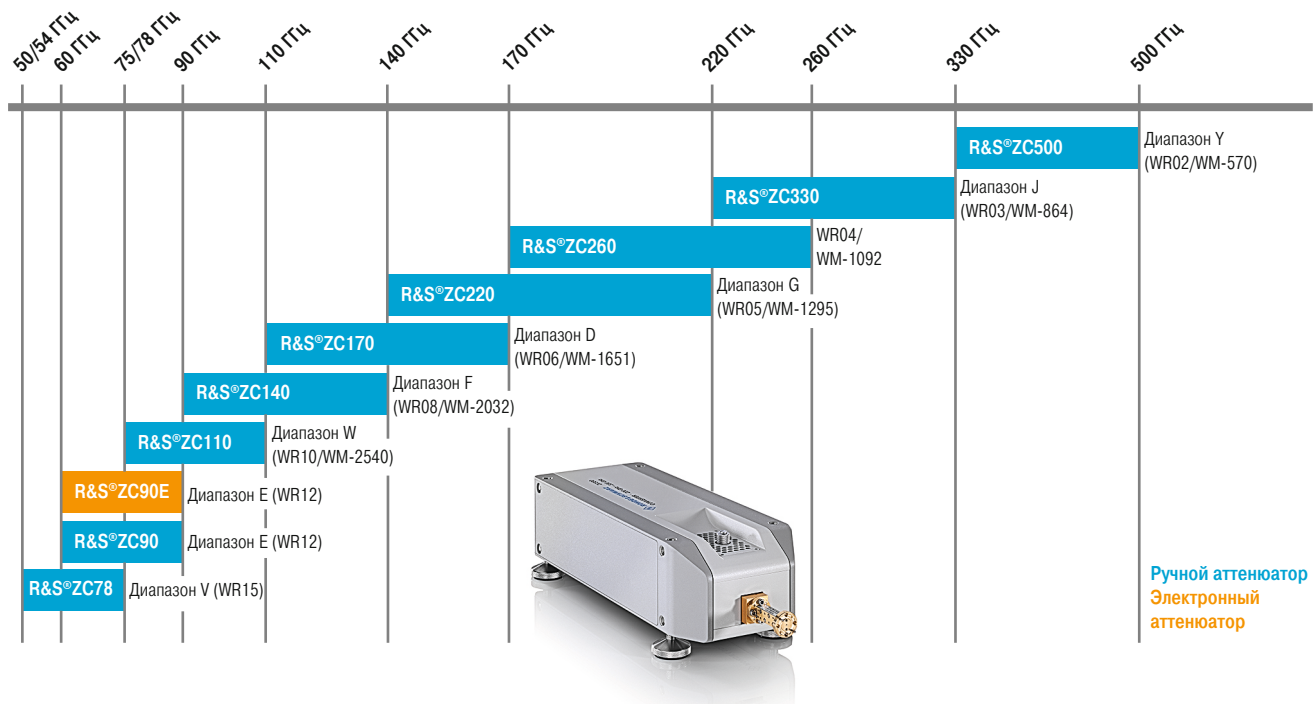 50/54 ГГц
60 ГГц
75/78 ГГц
90 ГГц
110 ГГц
140 ГГц
170 ГГц
220 ГГц
260 ГГц
330 ГГц
500 ГГц
R&S®ZC500
Диапазон Y
(WR02/WM-570)
R&S®ZC330
Диапазон J
(WR03/WM-864)
R&S®ZC260
WR04/
WM-1092
R&S®ZC220
Диапазон G
(WR05/WM-1295)
R&S®ZC170
Диапазон D
(WR06/WM-1651)
R&S®ZC140
Диапазон F
(WR08/WM-2032)
R&S®ZC110
Диапазон W
(WR10/WM-2540)
R&S®ZC90E
Диапазон E (WR12)
R&S®ZC90
Диапазон E (WR12)
R&S®ZC78
Диапазон V (WR15)
Ручной аттенюатор
Электронный
аттенюатор